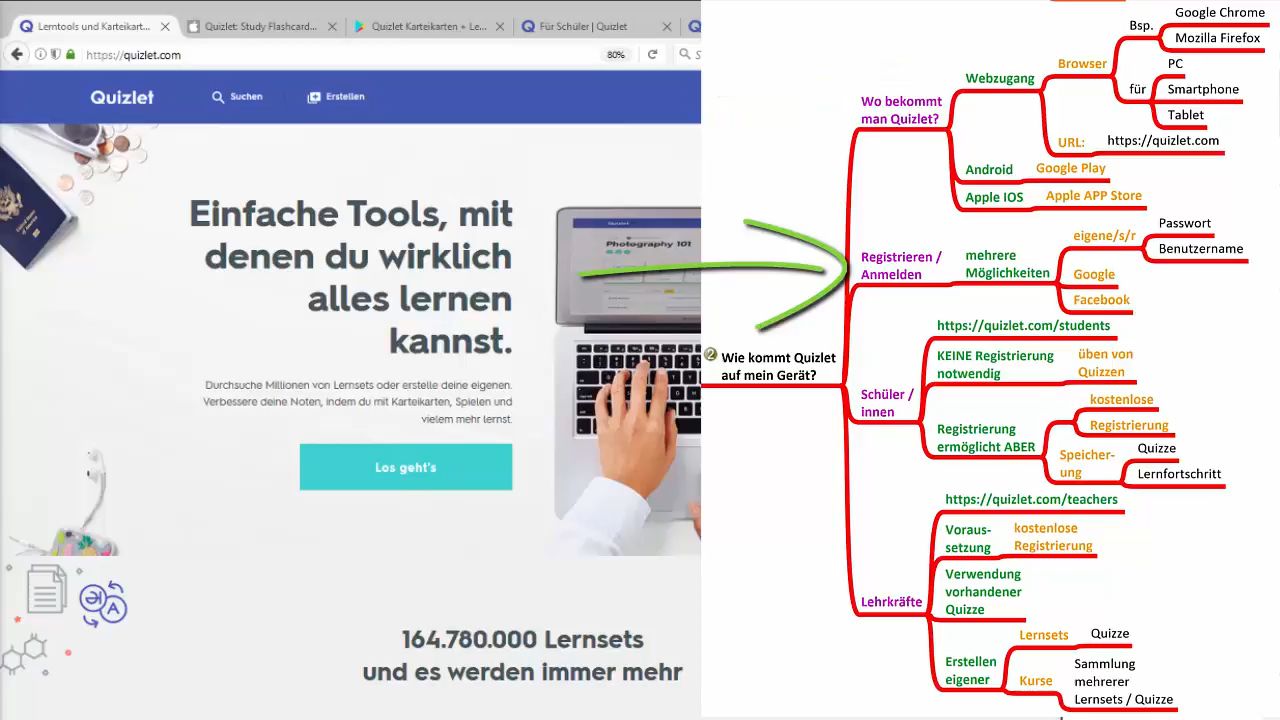 Lerntools und Karteikart...
Quizlet: Study Flashcard...
Quizlet Karteikarten + Le...
Für Schüler | Quizlet
https://quizlet.com
80%
Quizlet
Suchen
Erstellen
Einfache Tools, mit
denen du wirklich
alles lernen
kannst.
Durchsuche Millionen von Lernsets oder erstelle deine eigenen.
Verbessere deine Noten, indem du mit Karteikarten, Spielen und
vielem mehr lernst.
Los geht's
Quizlet
Photography 101
A
164.780.000 Lernsets
und es werden immer mehr
2
Wie kommt Quizlet
auf mein Gerät?
Wo bekommt
man Quizlet?
Webzugang
Browser
Bsp.
Google Chrome
Mozilla Firefox
für
PC
Smartphone
Tablet
URL:
https://quizlet.com
Android
Google Play
Apple IOS
Apple APP Store
Registrieren /
Anmelden
mehrere
Möglichkeiten
eigene/s/r
Passwort
Benutzername
Google
Facebook
Schüler /
innen
https://quizlet.com/students
KEINE Registrierung
notwendig
üben von
Quizzen
Registrierung
ermöglicht ABER
kostenlose
Registrierung
Speicher-
ung
Quizze
Lernfortschritt
Lehrkräfte
https://quizlet.com/teachers
Voraus-
setzung
kostenlose
Registrierung
Verwendung
vorhandener
Quizze
Erstellen
eigener
Lernsets
Quizze
Kurse
Sammlung
mehrerer
Lernsets / Quizze